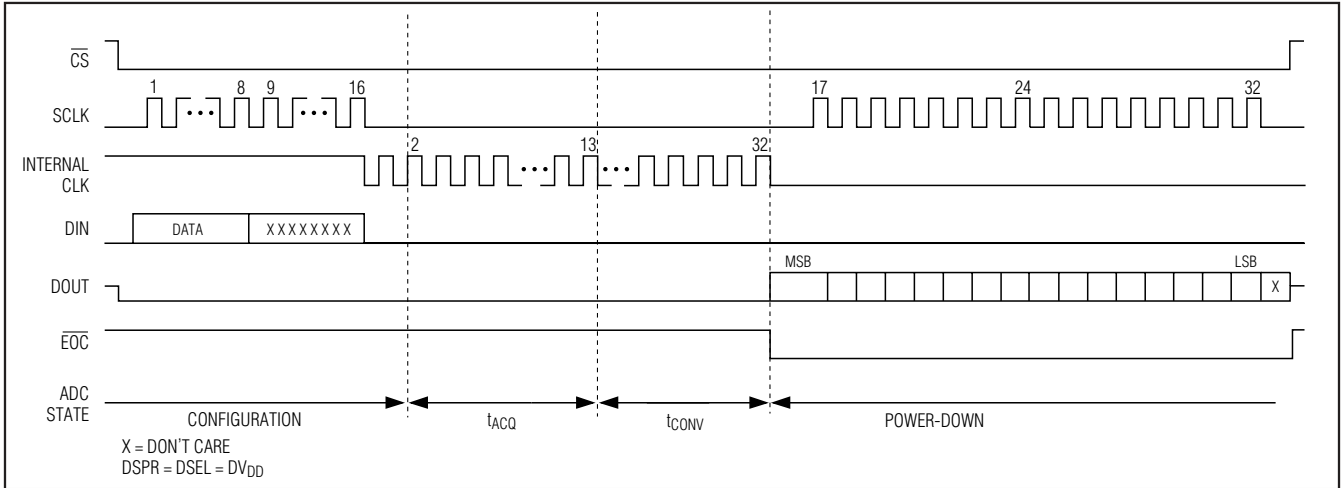 CS
1 8 9 16 17 24 32
SCLK
2 13 32
INTERNAL
CLK
DIN
DATA
XXXXXXXX
MSB
LSB
DOUT
X
EOC
ADC
STATE
CONFIGURATION
tACQ
tCONV
POWER-DOWN
X = DON'T CARE
DSPR = DSEL = DVDD